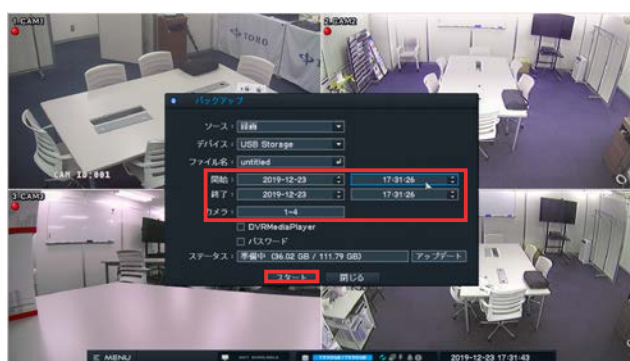 1.CAM1
2.CAM2
TOHO
CAM ID:001
3.CAM3
バックアップ
ソース : 録画
デバイス : USB Storage
ファイル名 : untitled
開始 : 2019-12-23 17:31:26
終了 : 2019-12-23 17:31:26
カメラ : 1~4
DVRMediaPlayer
パスワード
ステータス : 準備中 (36.02 GB / 111.79 GB) アップデート
スタート 閉じる
MENU 2019-12-23 17:31:43